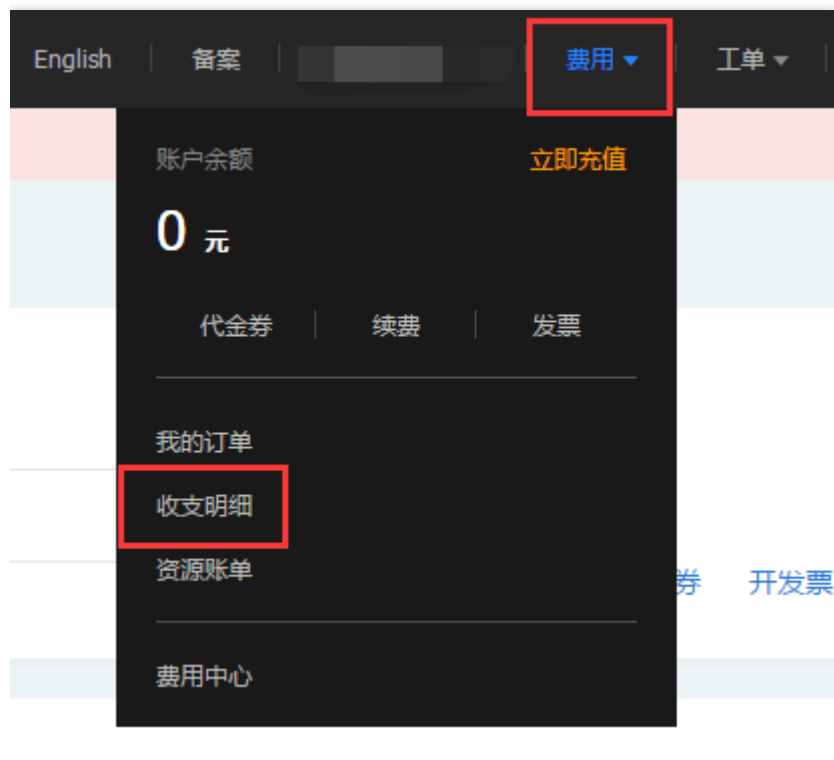 English 备案 费用 工单
账户余额 立即充值
0 元
代金券 续费 发票
我的订单
收支明细
资源账单
券 开发票
费用中心